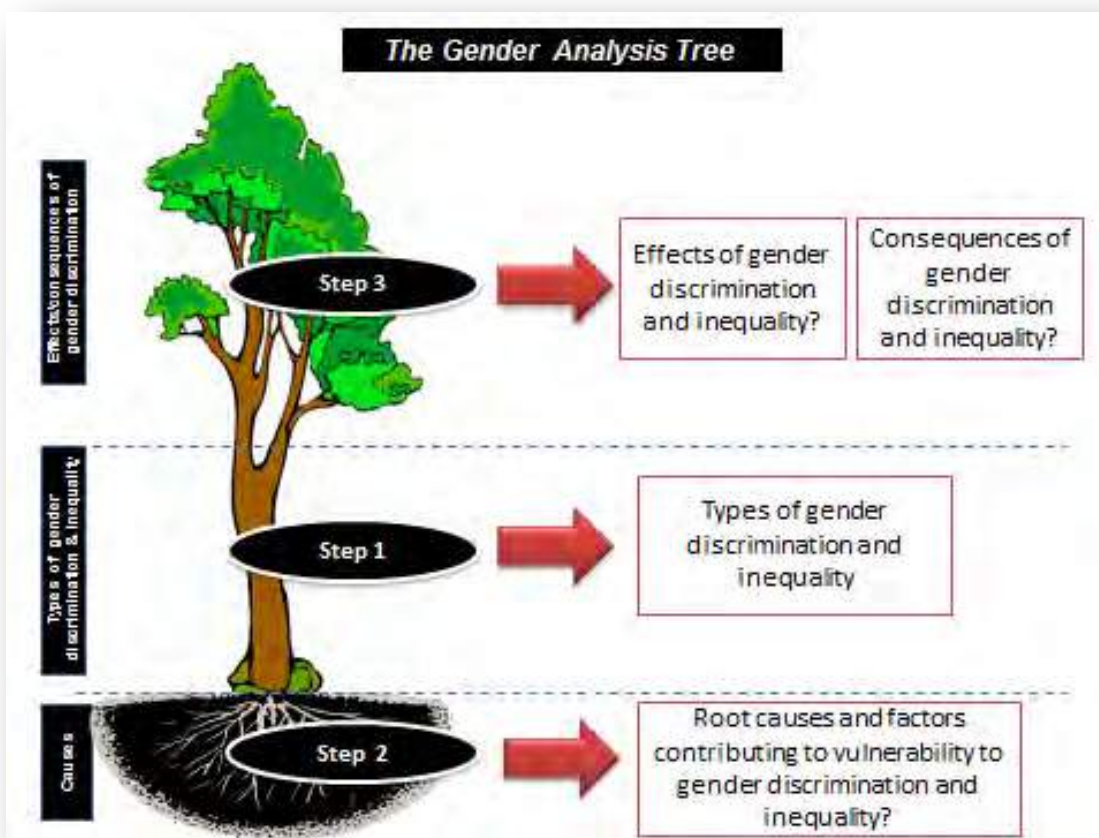 The Gender Analysis Tree
Effects/consequences of
gender discrimination
Step 3
Effects of gender
discrimination
and inequality?
Consequences of
gender
discrimination
and inequality?
Types of gender
discrimination & Inequality
Step 1
Types of gender
discrimination and
inequality
Causes
Step 2
Root causes and factors
contributing to vulnerability to
gender discrimination and
inequality?